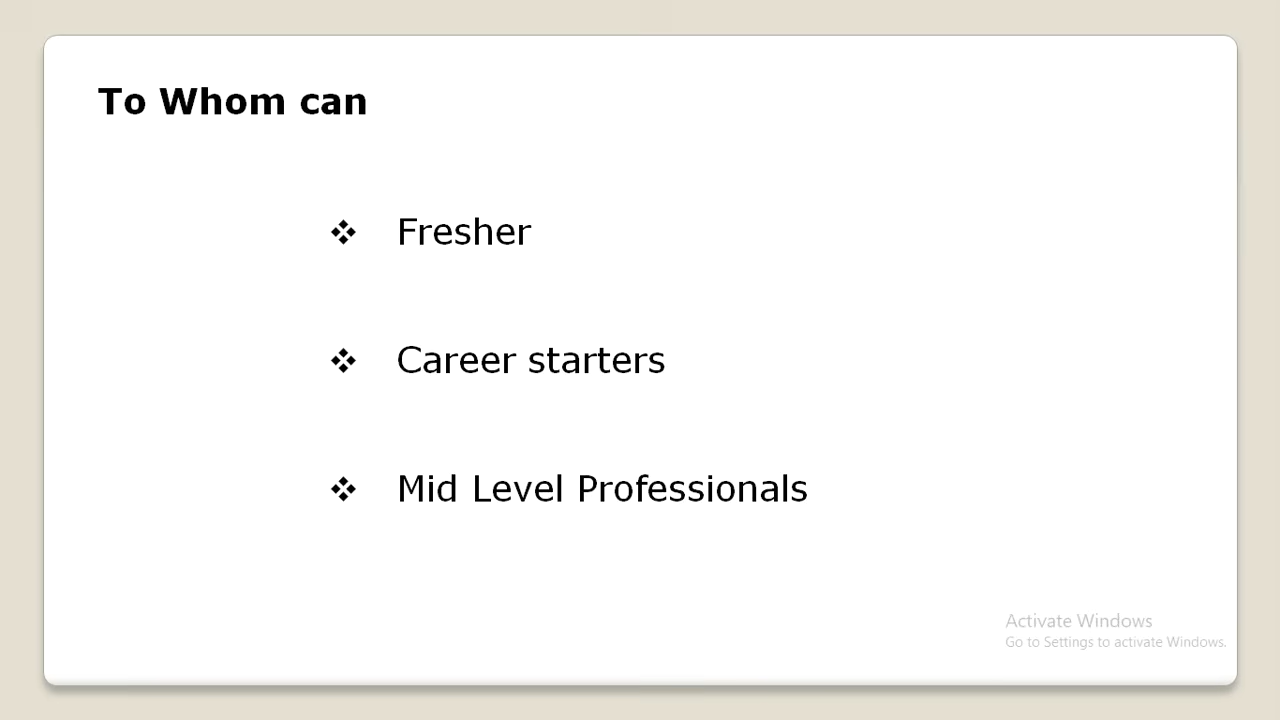 To Whom can
❖ Fresher
❖ Career starters
❖ Mid Level Professionals
Activate Windows
Go to Settings to activate Windows.